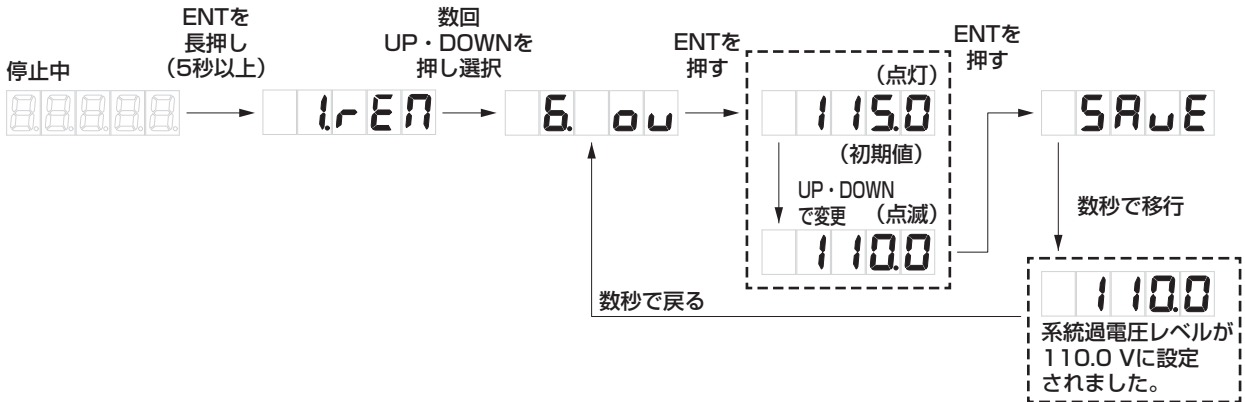 停止中
88888
ENTを
長押し
(5秒以上)
1.rEM
数回
UP・DOWNを
押し選択
6. ou
ENTを
押す
(点灯)
115.0
(初期値)
UP・DOWN
で変更
(点滅)
110.0
ENTを
押す
SAuE
数秒で移行
110.0
系統過電圧レベルが
110.0 Vに設定
されました。
数秒で戻る